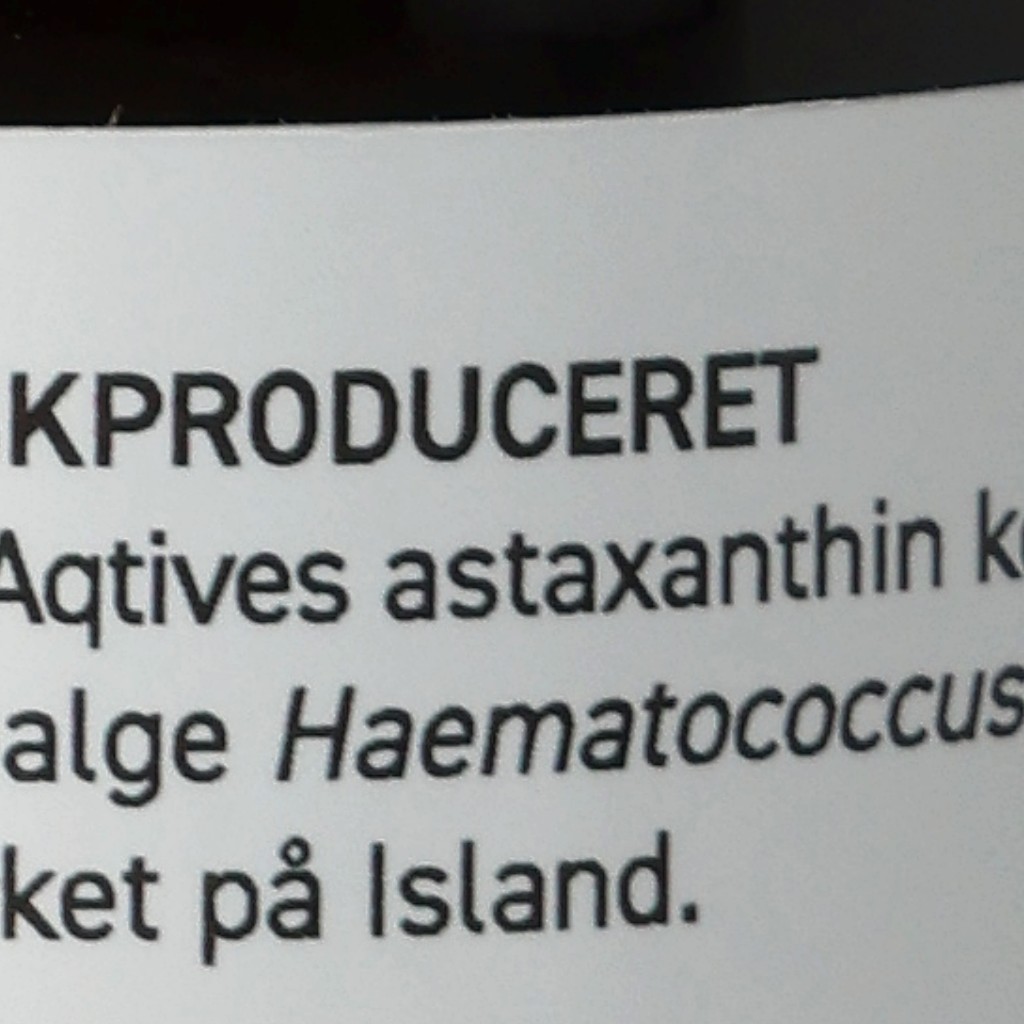 KPRODUCERET
Aqtives astaxanthin
alge Haematococcus
ket på Island.